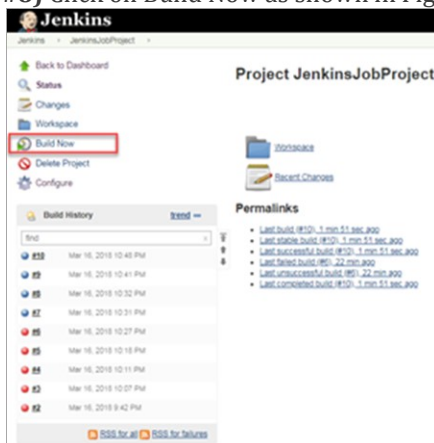 #8) Click on Build Now as shown in Fig
Jenkins
Jenkins › JenkinsJobProject ›
Back to Dashboard
Status
Changes
Workspace
Build Now
Delete Project
Configure
Project JenkinsJobProject
Workspace
Recent Changes
Permalinks
Last build (#10), 1 min 51 sec ago
Last stable build (#10), 1 min 51 sec ago
Last successful build (#10), 1 min 51 sec ago
Last failed build (#6), 22 min ago
Last unsuccessful build (#6), 22 min ago
Last completed build (#10), 1 min 51 sec ago
Build History trend
find x
#10 Mar 16, 2018 10:48 PM
#9 Mar 16, 2018 10:41 PM
#8 Mar 16, 2018 10:32 PM
#7 Mar 16, 2018 10:31 PM
#6 Mar 16, 2018 10:27 PM
#5 Mar 16, 2018 10:18 PM
#4 Mar 16, 2018 10:11 PM
#3 Mar 16, 2018 10:07 PM
#2 Mar 16, 2018 9:42 PM
RSS for all RSS for failures